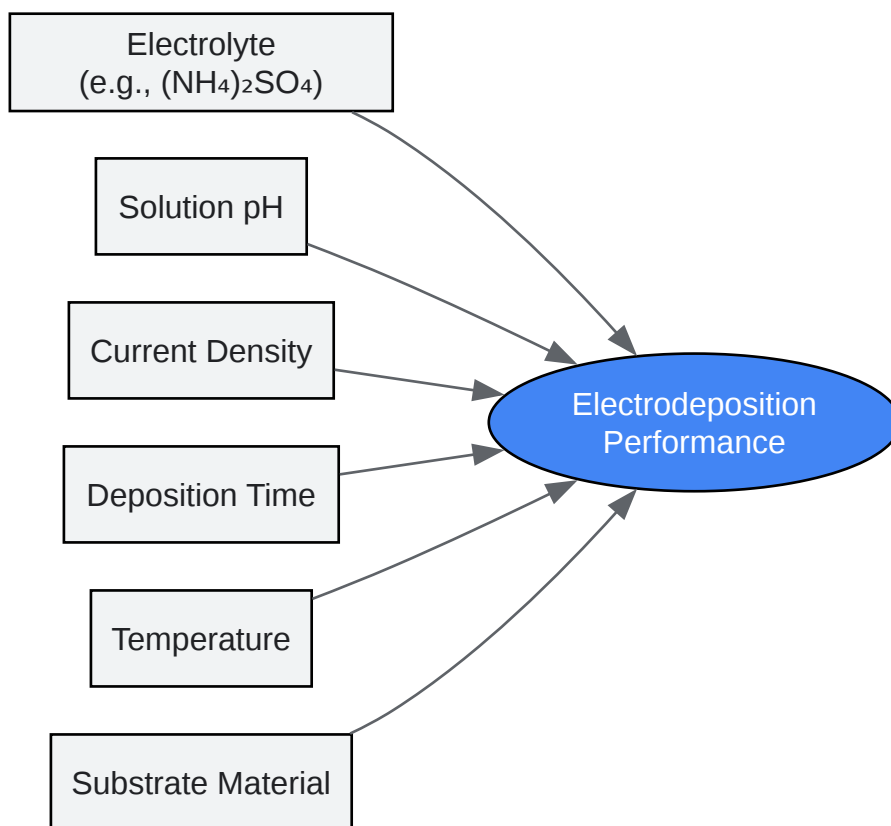 Electrolyte
(e.g., (NH₄)₂SO₄)
Solution pH
Current Density
Electrodeposition
Performance
Deposition Time
Temperature
Substrate Material